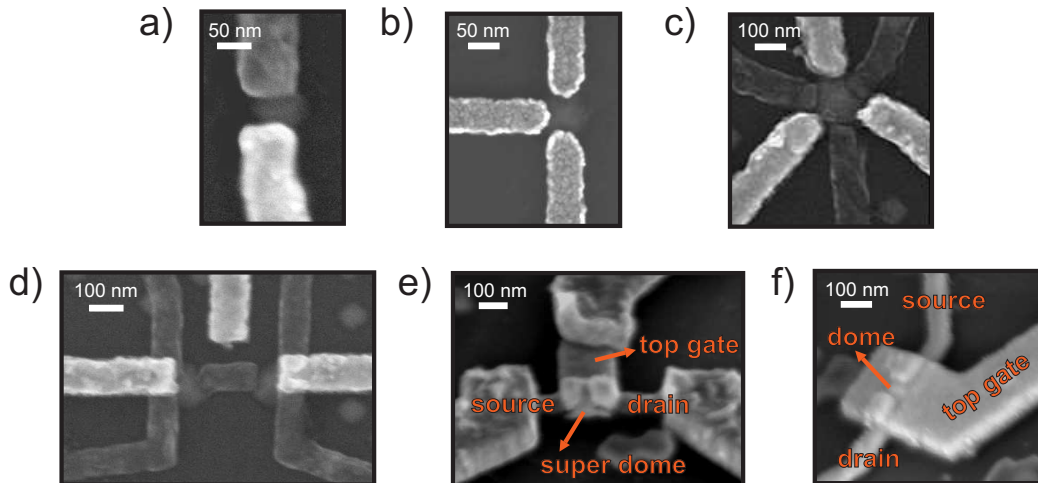 a)
50 nm
b)
50 nm
c)
100 nm
d)
100 nm
e)
100 nm
top gate
source
drain
super dome
f)
100 nm
source
dome
top gate
drain